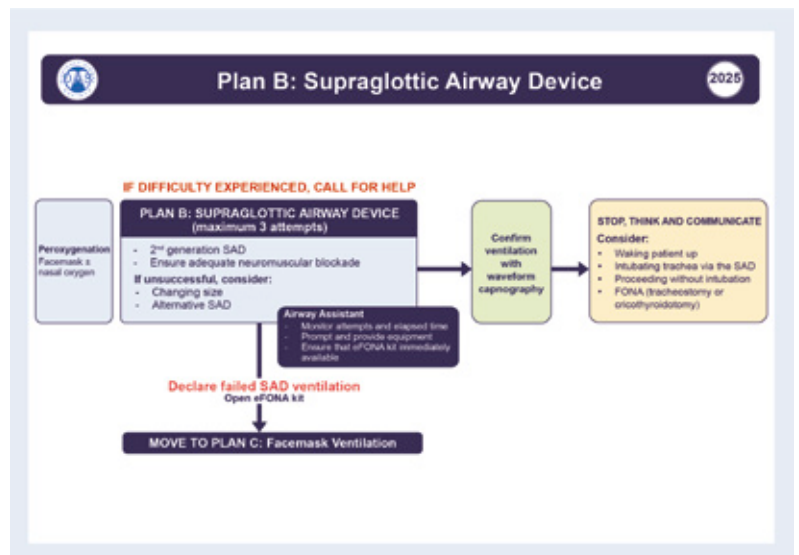 Plan B: Supraglottic Airway Device
2025
IF DIFFICULTY EXPERIENCED, CALL FOR HELP
Peroxygenation
Facemask ±
nasal oxygen
PLAN B: SUPRAGLOTTIC AIRWAY DEVICE
(maximum 3 attempts)
- 2nd generation SAD
- Ensure adequate neuromuscular blockade
If unsuccessful, consider:
- Changing size
- Alternative SAD
Airway Assistant
- Monitor attempts and elapsed time
- Prompt and provide equipment
- Ensure that eFONA kit immediately
available
Confirm
ventilation
with
waveform
capnography
STOP, THINK AND COMMUNICATE
Consider:
• Waking patient up
• Intubating trachea via the SAD
• Proceeding without intubation
• FONA (tracheostomy or
cricothyroidotomy)
Declare failed SAD ventilation
Open eFONA kit
MOVE TO PLAN C: Facemask Ventilation